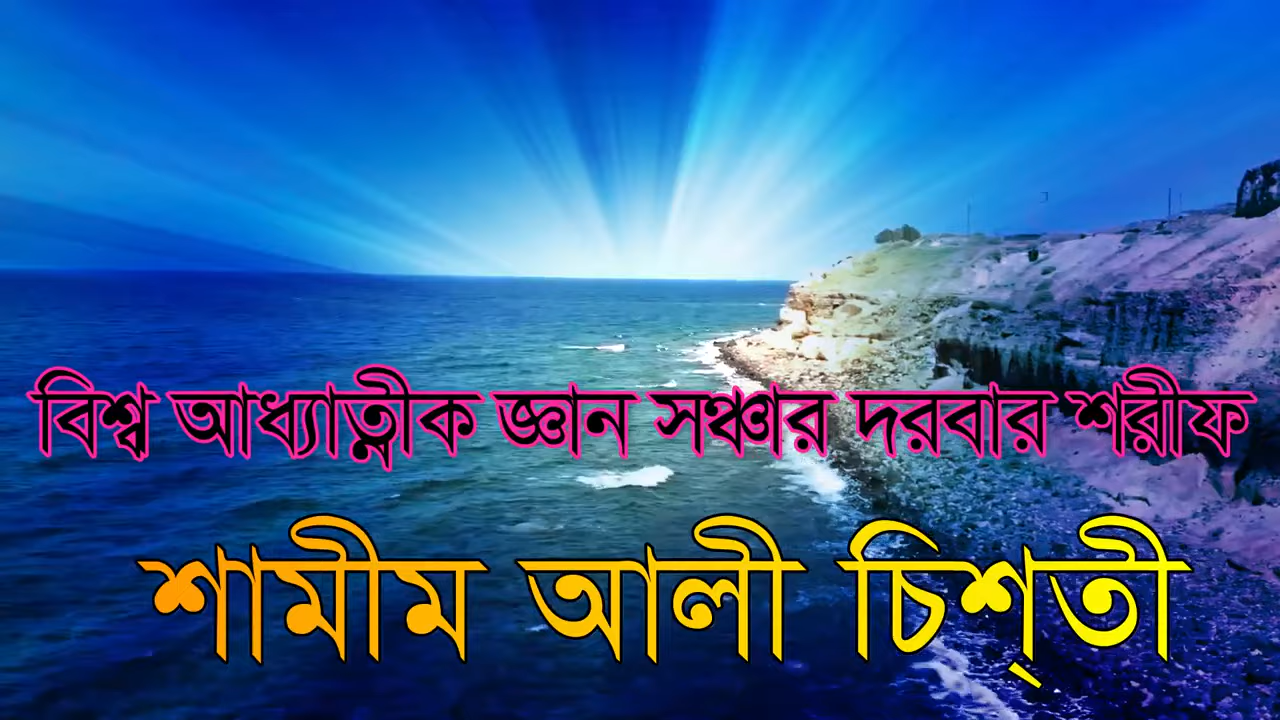 বিশ্ব আধ্যাত্নীক জ্ঞান সঞ্চার দরবার শরীফ
শামীম আলী চিশ্‌তী